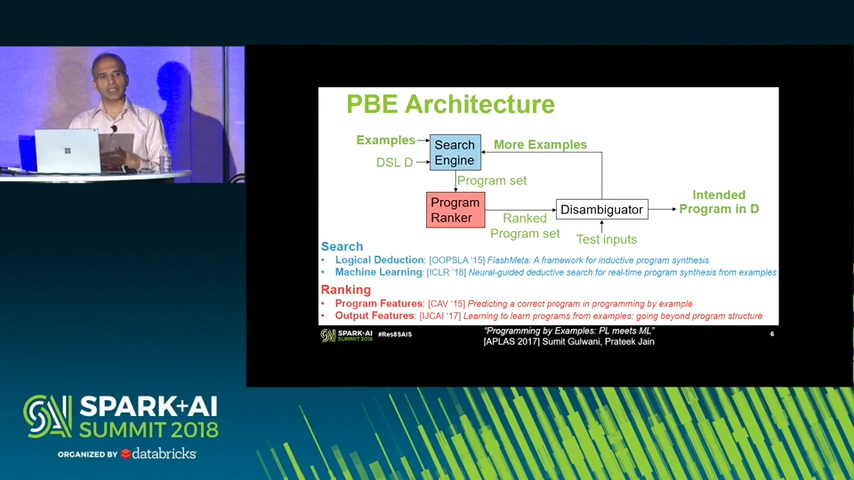 PBE Architecture
Examples
DSL D
Search
Engine
More Examples
Program set
Program
Ranker
Ranked
Program set
Disambiguator
Test inputs
Intended
Program in D
Search
• Logical Deduction: [OOPSLA '15] FlashMeta: A framework for inductive program synthesis
• Machine Learning: [ICLR '18] Neural-guided deductive search for real-time program synthesis from examples
Ranking
• Program Features: [CAV '15] Predicting a correct program in programming by example
• Output Features: [IJCAI '17] Learning to learn programs from examples: going beyond program structure
SPARK+AI
SUMMIT 2018
#Res8SAIS
"Programming by Examples: PL meets ML"
[APLAS 2017] Sumit Gulwani, Prateek Jain
6
SPARK+AI
SUMMIT 2018
ORGANIZED BY databricks